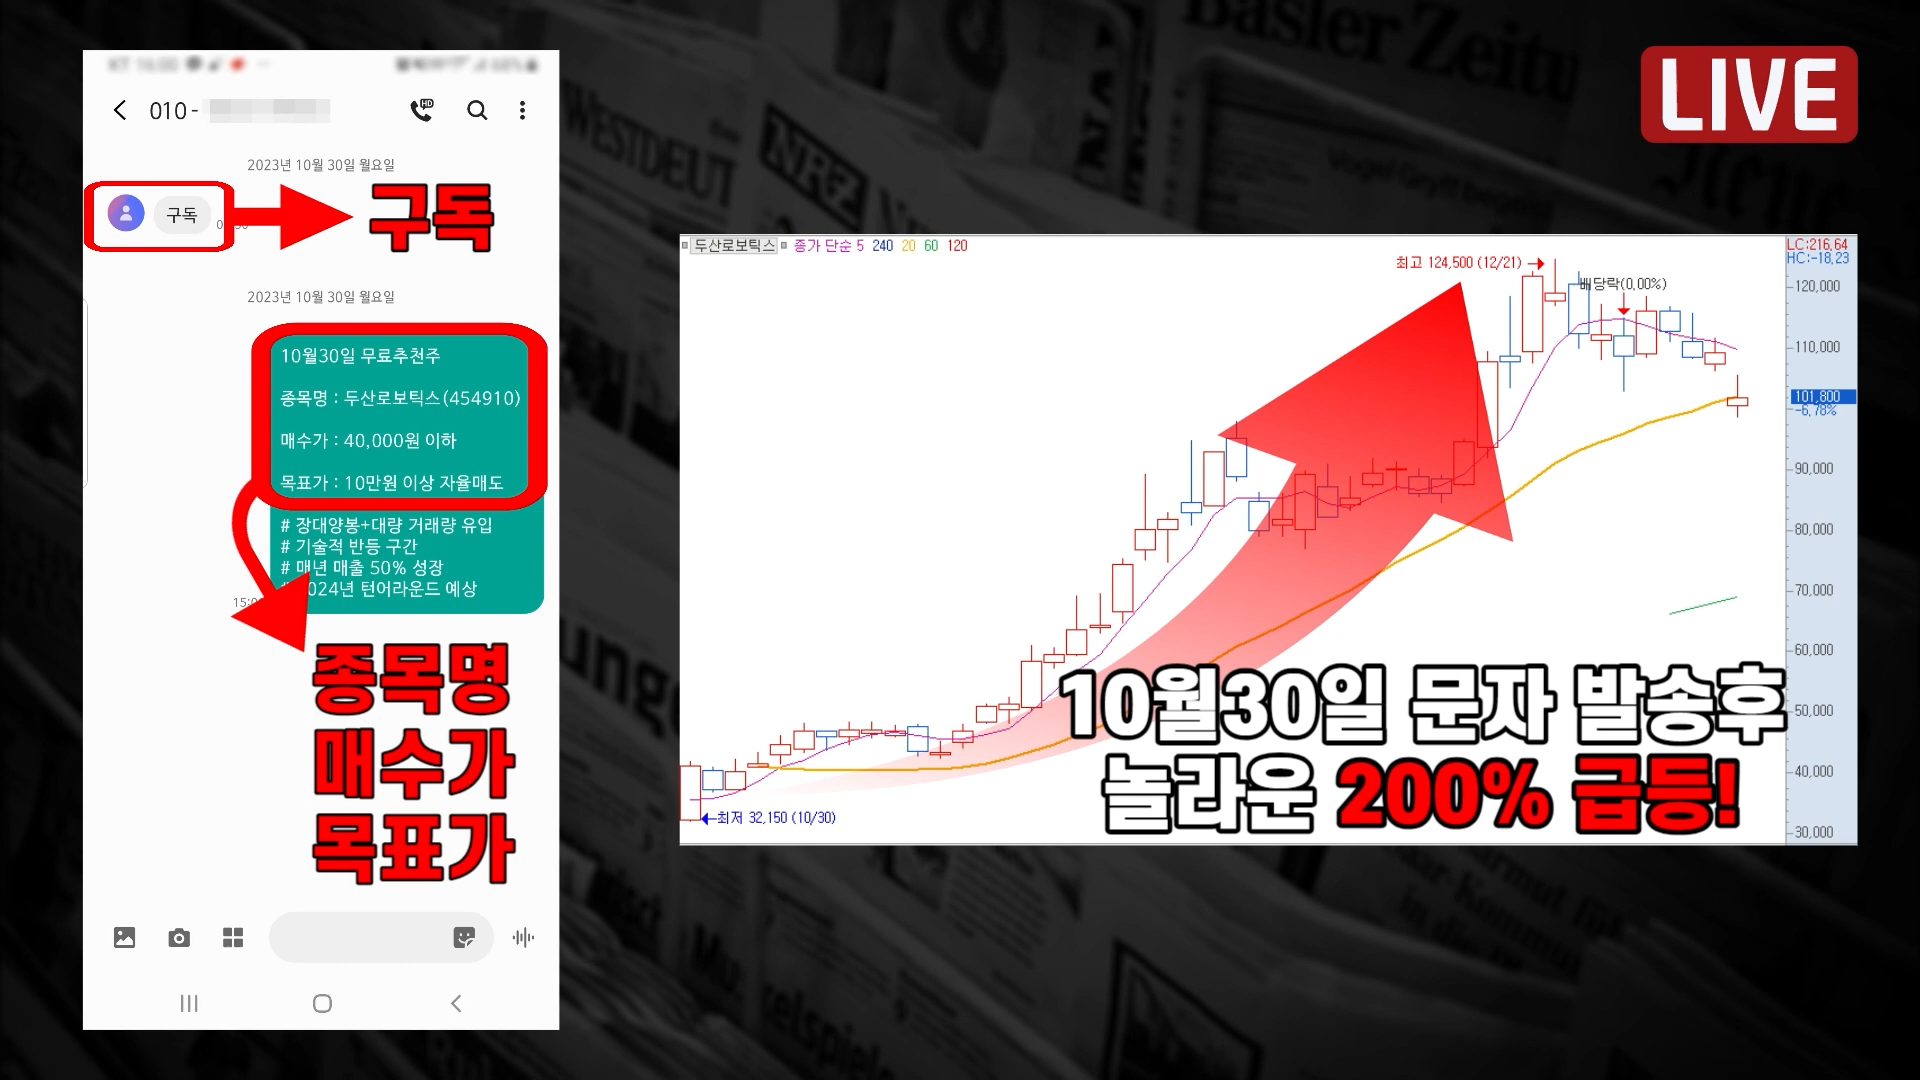 010 -
2023년 10월 30일 월요일
구독
구독
2023년 10월 30일 월요일
10월30일 무료추천주
종목명 : 두산로보틱스(454910)
매수가 : 40,000원 이하
목표가 : 10만원 이상 자율매도
# 장대양봉+대량 거래량 유입
# 기술적 반등 구간
# 매년 매출 50% 성장
024년 턴어라운드 예상
종목명
매수가
목표가
LIVE
두산로보틱스 종가 단순 5 240 20 60 120
LC:216.64
HC:-18.23
최고 124,500 (12/21)
배당락(0.00%)
120,000
110,000
101,800
-6.78%
90,000
80,000
70,000
60,000
50,000
40,000
30,000
최저 32,150 (10/30)
10월30일 문자 발송후
놀라운 200% 급등!
Basler Zeitu
WESTDEUT
NRZ
Vogel Gryff